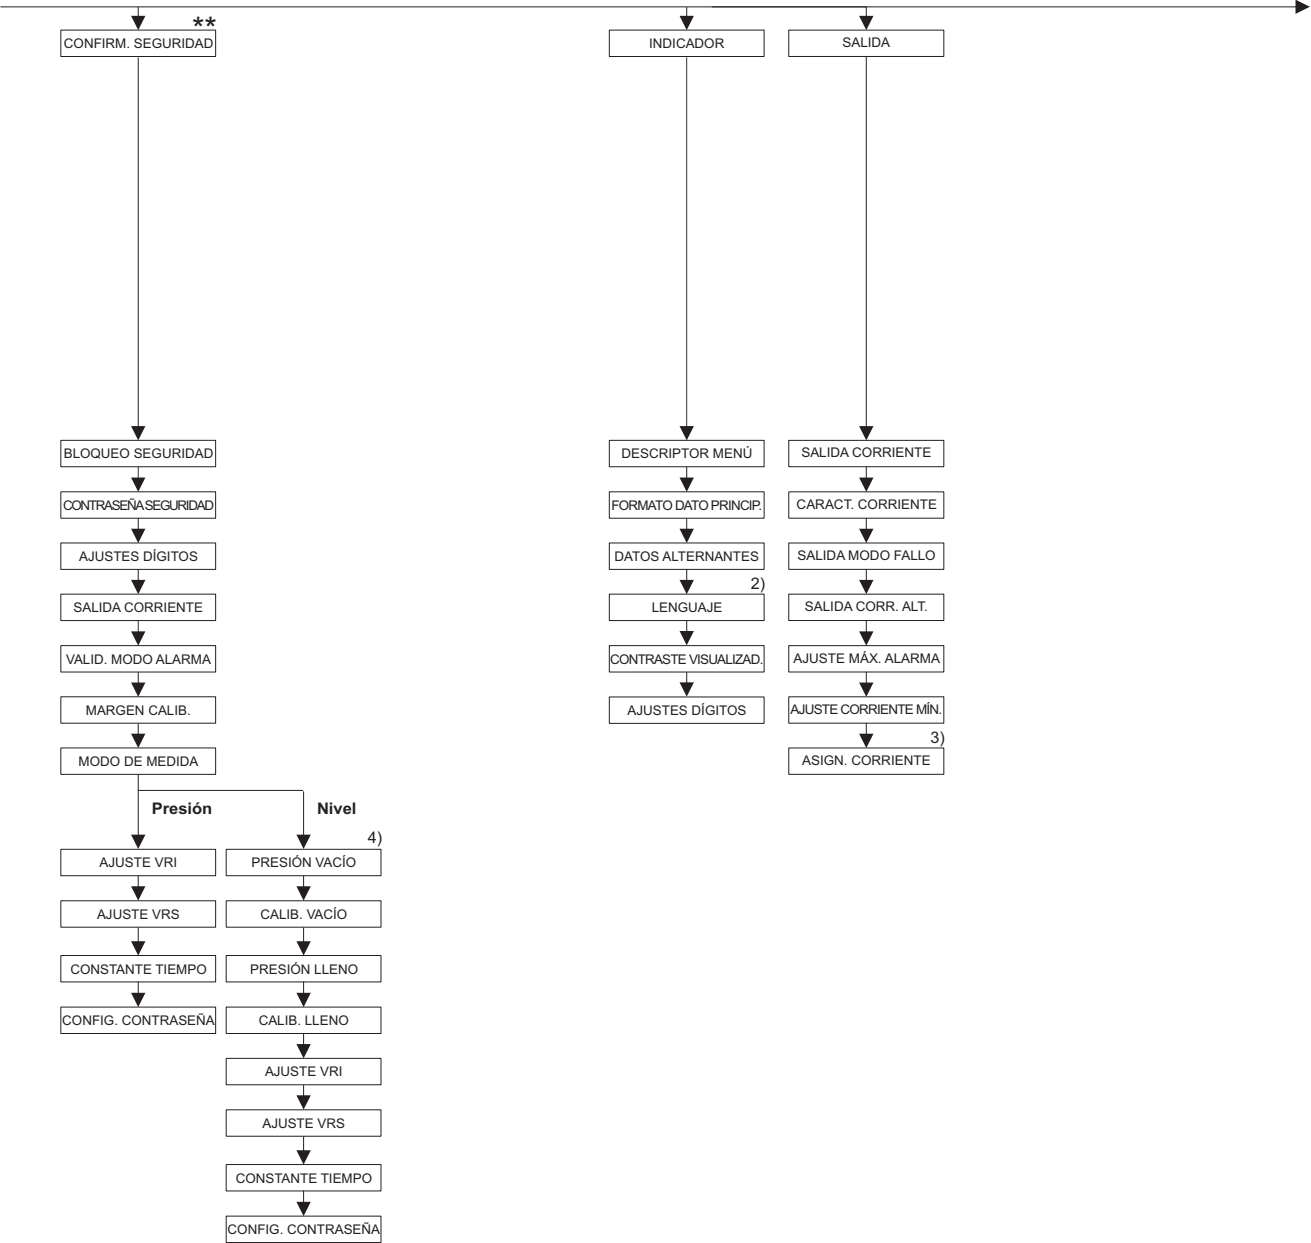 **
CONFIRM. SEGURIDAD
INDICADOR
SALIDA
BLOQUEO SEGURIDAD
DESCRIPTOR MENÚ
SALIDA CORRIENTE
CONTRASEÑA SEGURIDAD
FORMATO DATO PRINCIP.
CARACT. CORRIENTE
AJUSTES DÍGITOS
DATOS ALTERNANTES
SALIDA MODO FALLO
2)
SALIDA CORRIENTE
LENGUAJE
SALIDA CORR. ALT.
VALID. MODO ALARMA
CONTRASTE VISUALIZAD.
AJUSTE MÁX. ALARMA
MARGEN CALIB.
AJUSTES DÍGITOS
AJUSTE CORRIENTE MÍN.
3)
MODO DE MEDIDA
ASIGN. CORRIENTE
Presión
Nivel
4)
AJUSTE VRI
PRESIÓN VACÍO
AJUSTE VRS
CALIB. VACÍO
CONSTANTE TIEMPO
PRESIÓN LLENO
CONFIG. CONTRASEÑA
CALIB. LLENO
AJUSTE VRI
AJUSTE VRS
CONSTANTE TIEMPO
CONFIG. CONTRASEÑA